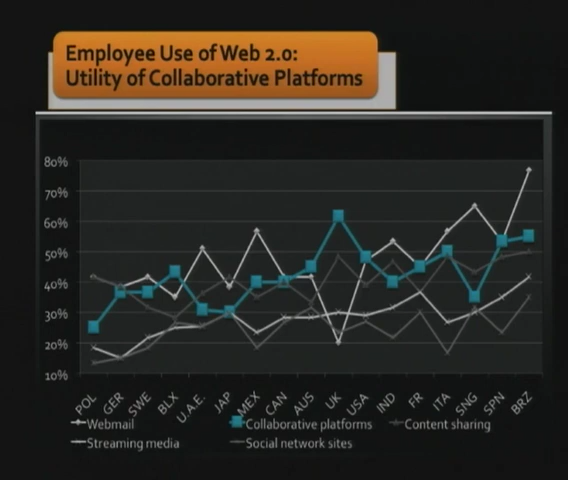 Employee Use of Web 2.0:
Utility of Collaborative Platforms
80%
70%
60%
50%
40%
30%
20%
10%
POL GER SWE BLX U.A.E. JAP MEX CAN AUS UK USA IND FR ITA SNG SPN BRZ
Webmail Collaborative platforms Content sharing
Streaming media Social network sites